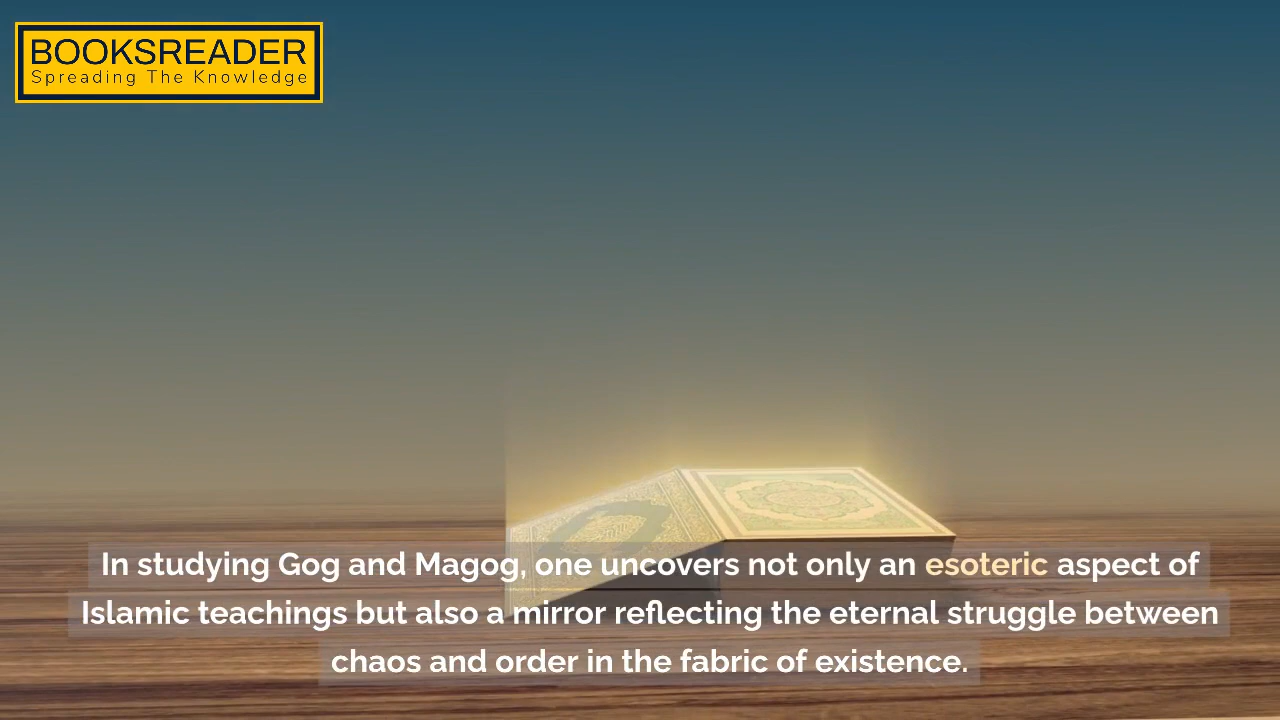 BOOKSREADER
Spreading The Knowledge
In studying Gog and Magog, one uncovers not only an esoteric aspect of
Islamic teachings but also a mirror reflecting the eternal struggle between
chaos and order in the fabric of existence.